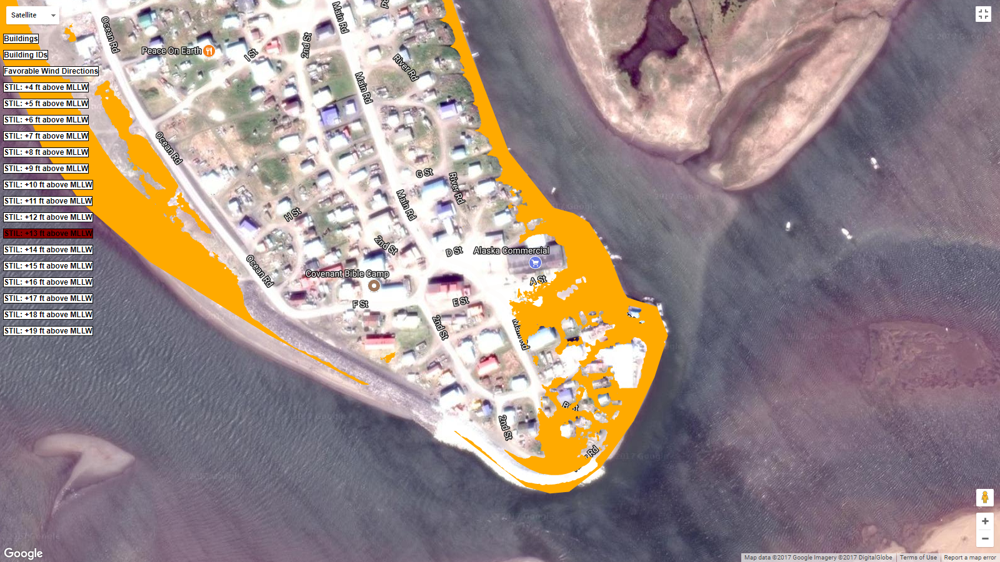 Satellite
Buildings
Building IDs
Favorable Wind Directions
STIL: +4 ft above MLLW
STIL: +5 ft above MLLW
STIL: +6 ft above MLLW
STIL: +7 ft above MLLW
STIL: +8 ft above MLLW
STIL: +9 ft above MLLW
STIL: +10 ft above MLLW
STIL: +11 ft above MLLW
STIL: +12 ft above MLLW
STIL: +13 ft above MLLW
STIL: +14 ft above MLLW
STIL: +15 ft above MLLW
STIL: +16 ft above MLLW
STIL: +17 ft above MLLW
STIL: +18 ft above MLLW
STIL: +19 ft above MLLW
Ocean Rd
Main Rd
Peace On Earth
I St
2nd St
River Rd
Main Rd
Ocean Rd
G St
River Rd
Main Rd
H St
2nd St
D St
Alaska Commercial
Ocean Rd
Covenant Bible Camp
A St
F St
E St
2nd St
Main Rd
2nd St
Rd
Google
Map data ©2017 Google Imagery ©2017 DigitalGlobe
Terms of Use
Report a map error